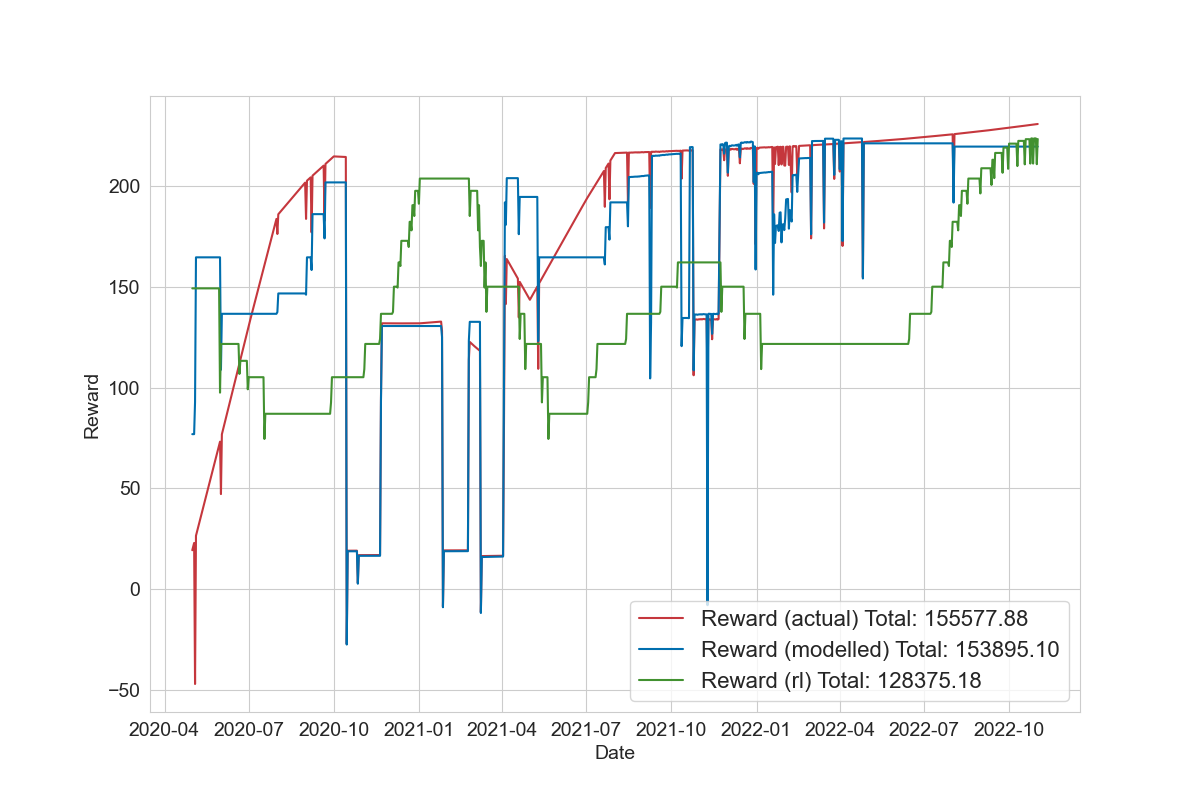 200
150
100
50
0
−50
Reward
2020-04 2020-07 2020-10 2021-01 2021-04 2021-07 2021-10 2022-01 2022-04 2022-07 2022-10
Date
Reward (actual) Total: 155577.88
Reward (modelled) Total: 153895.10
Reward (rl) Total: 128375.18